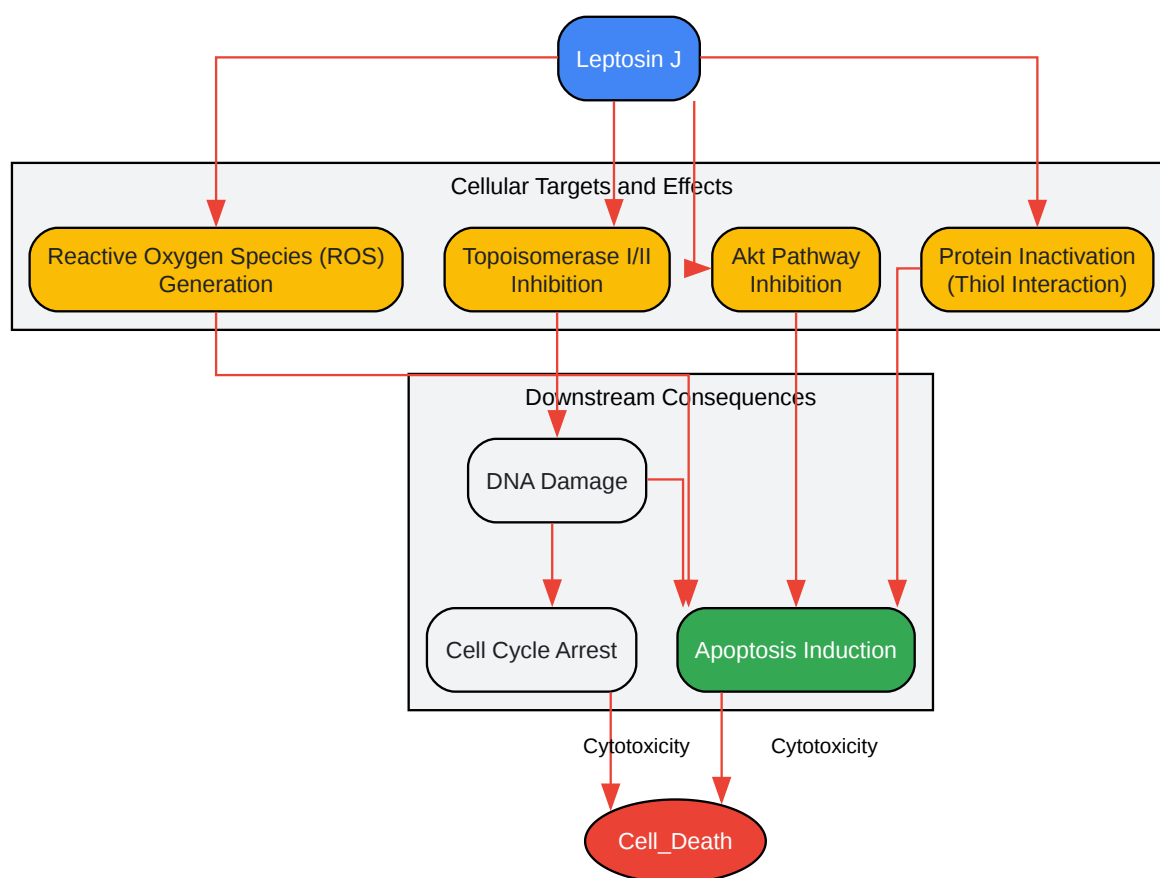 Leptosin J
Cellular Targets and Effects
Reactive Oxygen Species (ROS)
Generation
Topoisomerase I/II
Inhibition
Akt Pathway
Inhibition
Protein Inactivation
(Thiol Interaction)
Downstream Consequences
DNA Damage
Cell Cycle Arrest
Apoptosis Induction
Cytotoxicity
Cytotoxicity
Cell_Death